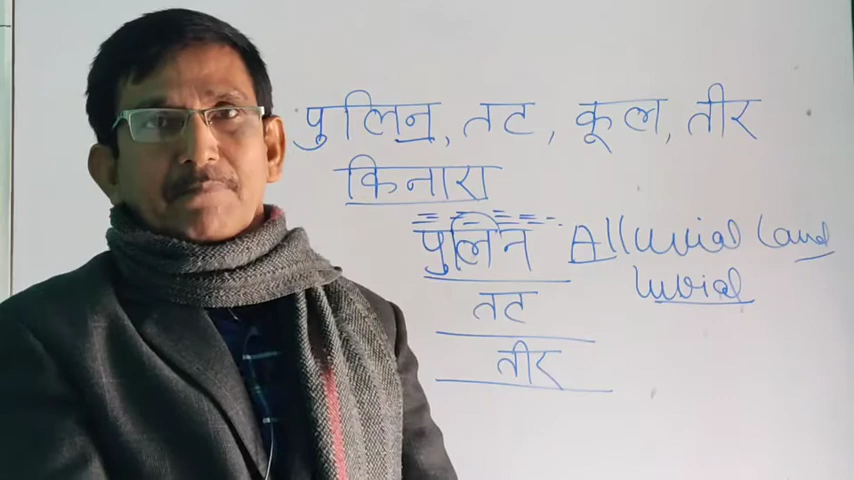 पुलिन, तट, कूल, तीर
किनारा
पुलिन Alluvial Land
luvial
तट
तीर